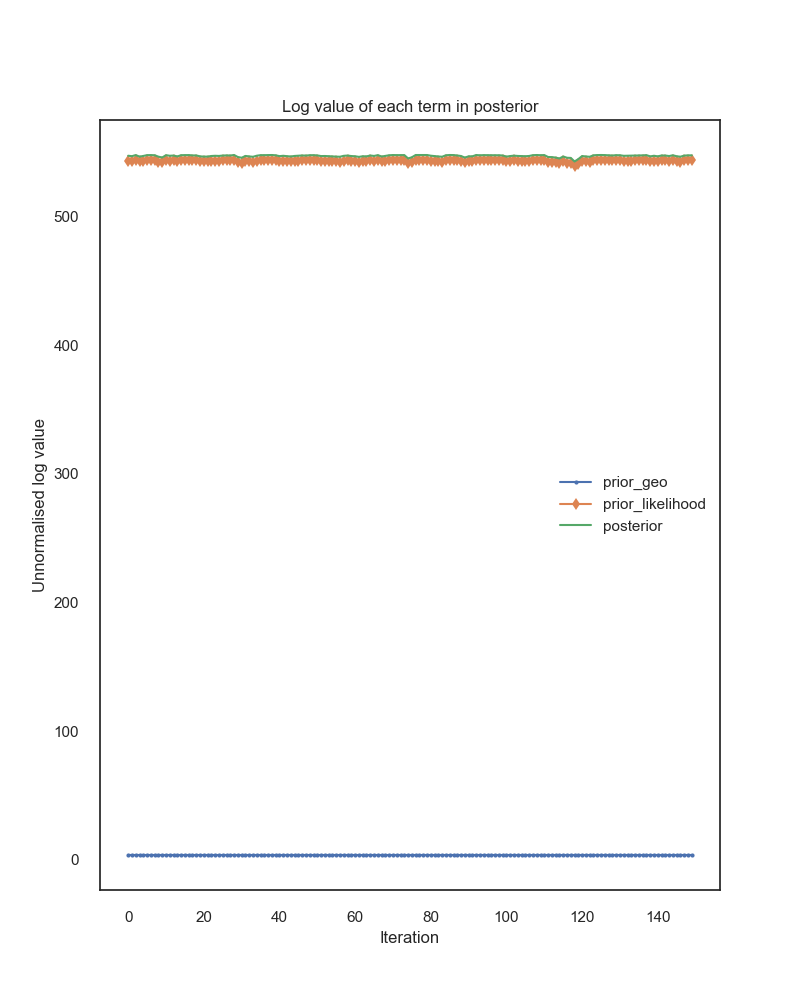 Log value of each term in posterior
Unnormalised log value
500
400
300
200
100
0
prior_geo
prior_likelihood
posterior
0 20 40 60 80 100 120 140
Iteration